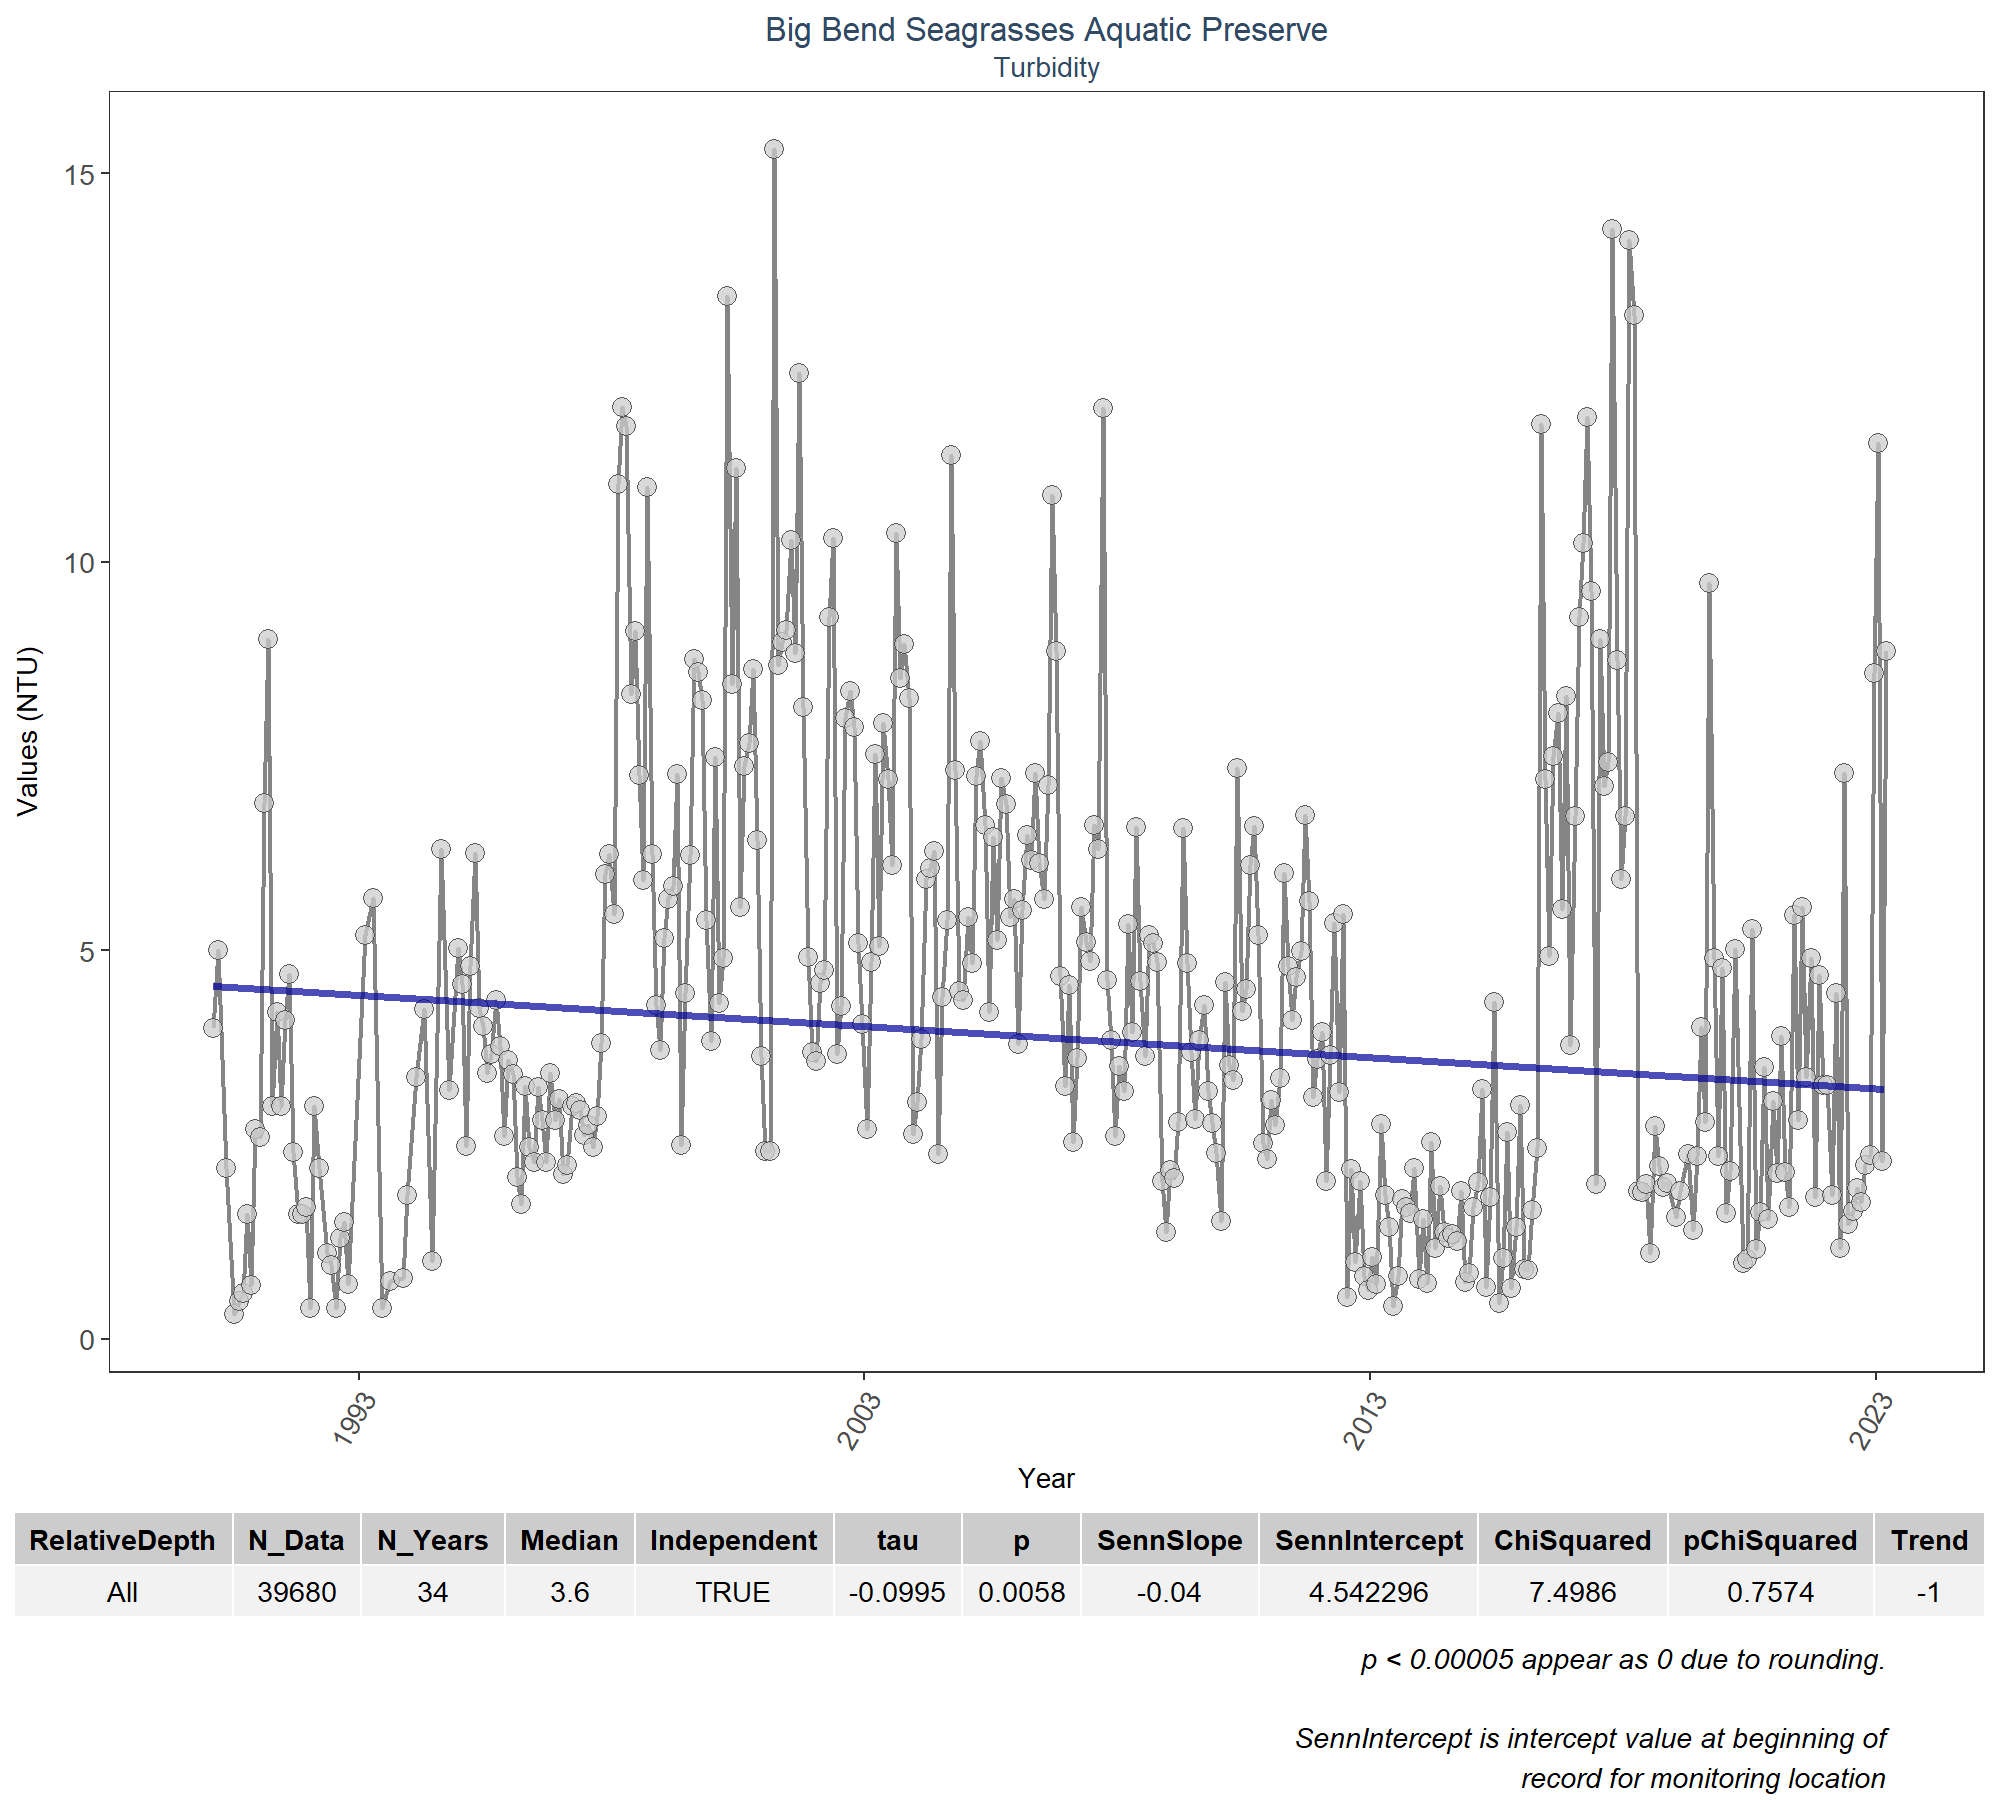 Big Bend Seagrasses Aquatic Preserve
Turbidity
15
10
5
0
Values (NTU)
1993 2003 2013 2023
Year
RelativeDepth N_Data N_Years Median Independent tau p SennSlope SennIntercept ChiSquared pChiSquared Trend
All 39680 34 3.6 TRUE -0.0995 0.0058 -0.04 4.542296 7.4986 0.7574 -1
p < 0.00005 appear as 0 due to rounding.
SennIntercept is intercept value at beginning of
record for monitoring location